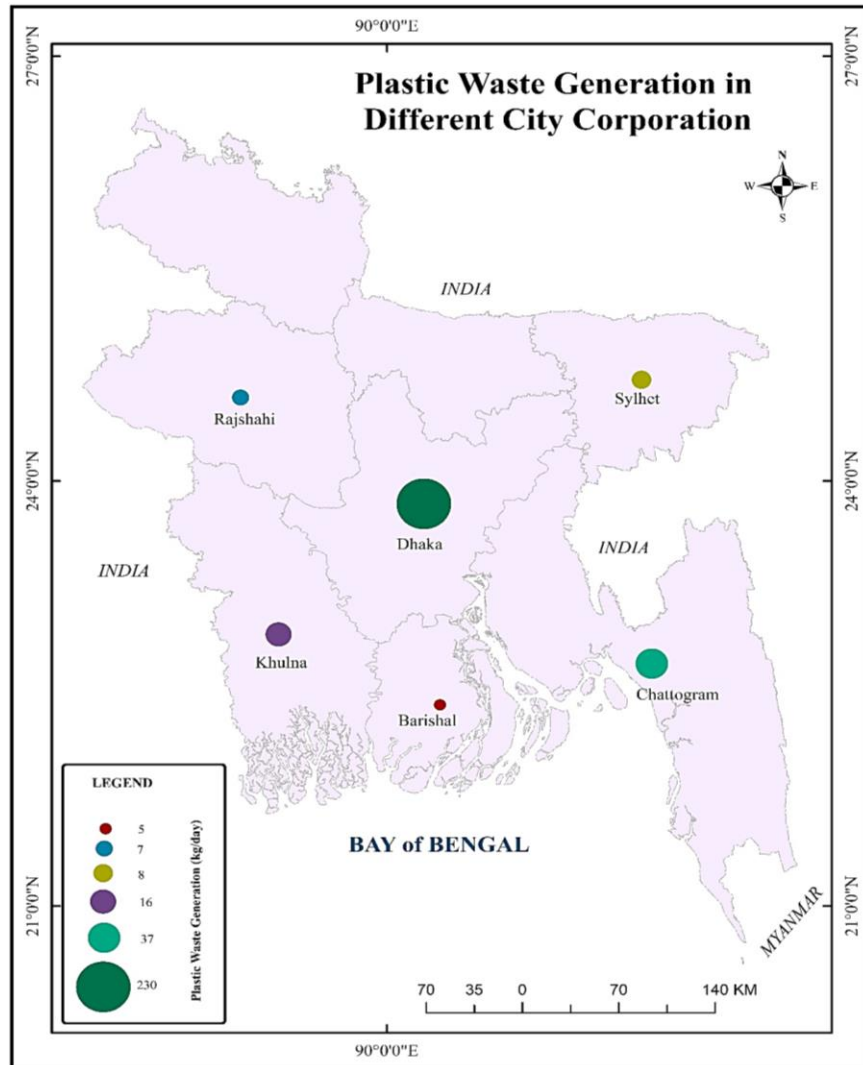 90°0'0"E
27°0'0"N
27°0'0"N
Plastic Waste Generation in
Different City Corporation
N
W E
S
INDIA
Rajshahi
Sylhet
24°0'0"N
24°0'0"N
Dhaka
INDIA
INDIA
Khulna
Chattogram
Barishal
LEGEND
5
7
8
16
37
230
Plastic Waste Generation (kg/day)
BAY of BENGAL
21°0'0"N
21°0'0"N
MYANMAR
70 35 0 70 140 KM
90°0'0"E